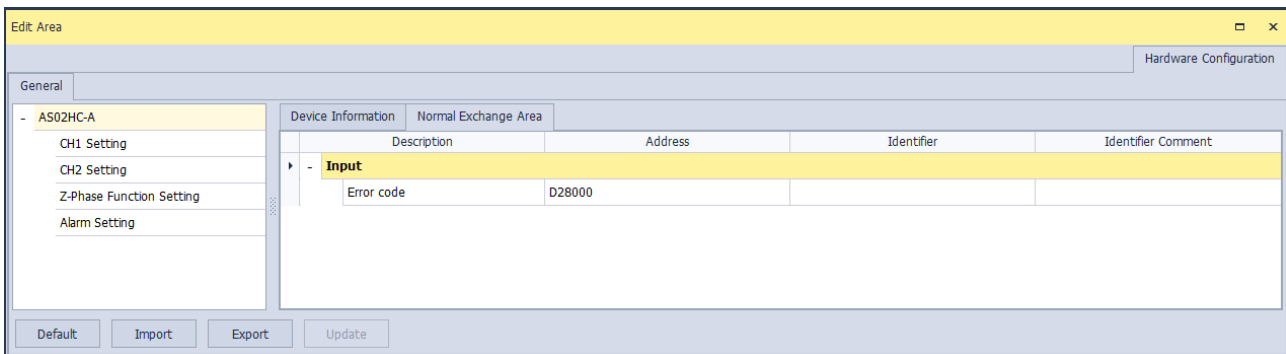 Edit Area
Hardware Configuration
General
- AS02HC-A
CH1 Setting
CH2 Setting
Z-Phase Function Setting
Alarm Setting
Device Information Normal Exchange Area
Description Address Identifier Identifier Comment
- Input
Error code D28000
Default Import Export Update